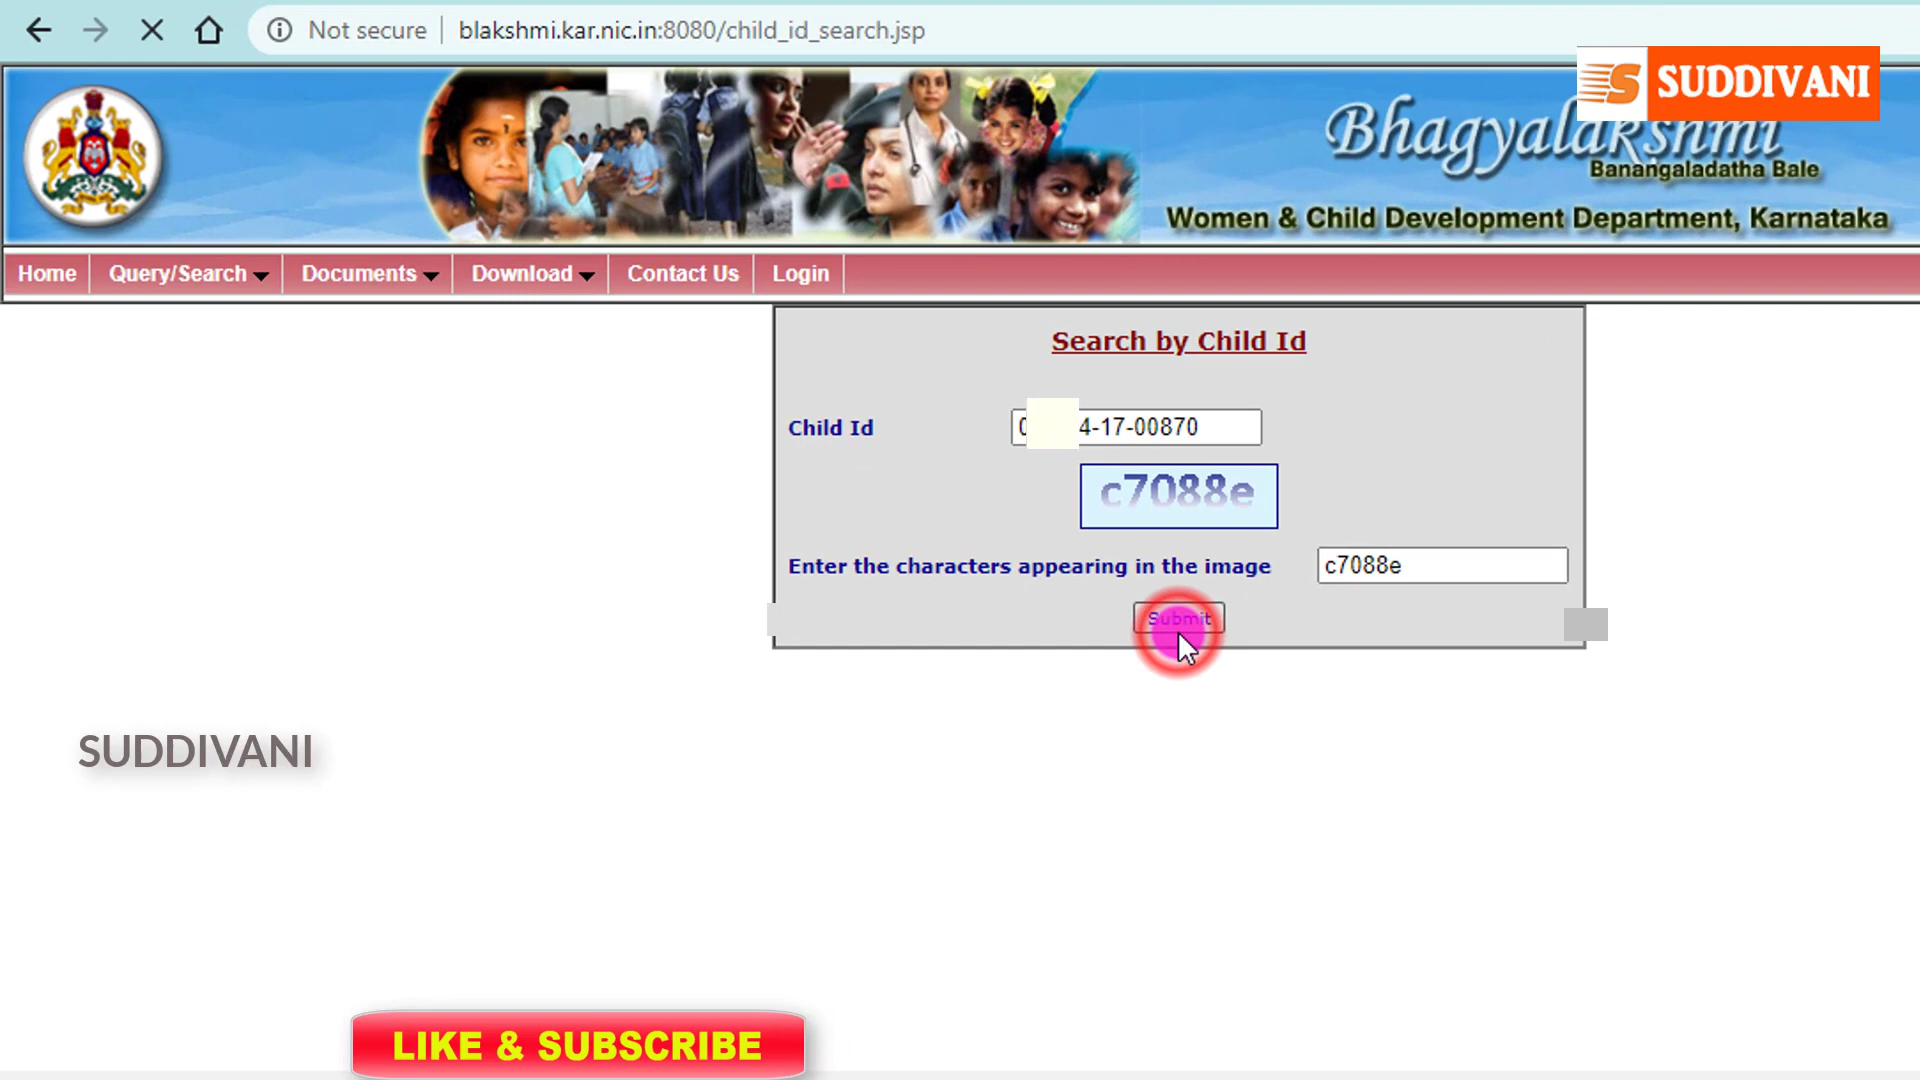 Not secure
blakshmi.kar.nic.in:8080/child_id_search.jsp
SUDDIVANI
Bhagyalakshmi
Banangaladatha Bale
Women & Child Development Department, Karnataka
Home Query/Search Documents Download Contact Us Login
Search by Child Id
Child Id 4-17-00870
c7088e
Enter the characters appearing in the image c7088e
Submit
SUDDIVANI
LIKE & SUBSCRIBE